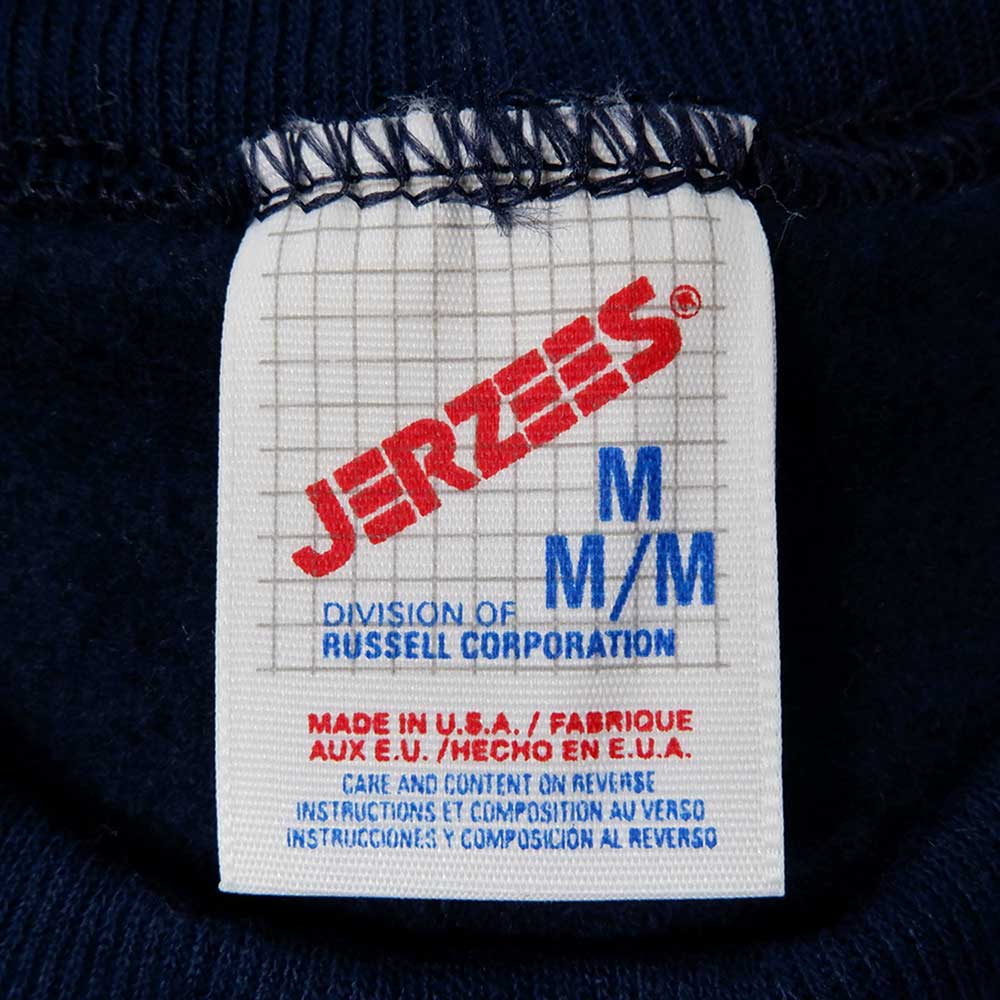 JERZEES®
M
M/M
DIVISION OF
RUSSELL CORPORATION
MADE IN U.S.A. / FABRIQUE
AUX E.U. /HECHO EN E.U.A.
CARE AND CONTENT ON REVERSE
INSTRUCTIONS ET COMPOSITION AU VERSO
INSTRUCCIONES Y COMPOSICIÓN AL REVERSO